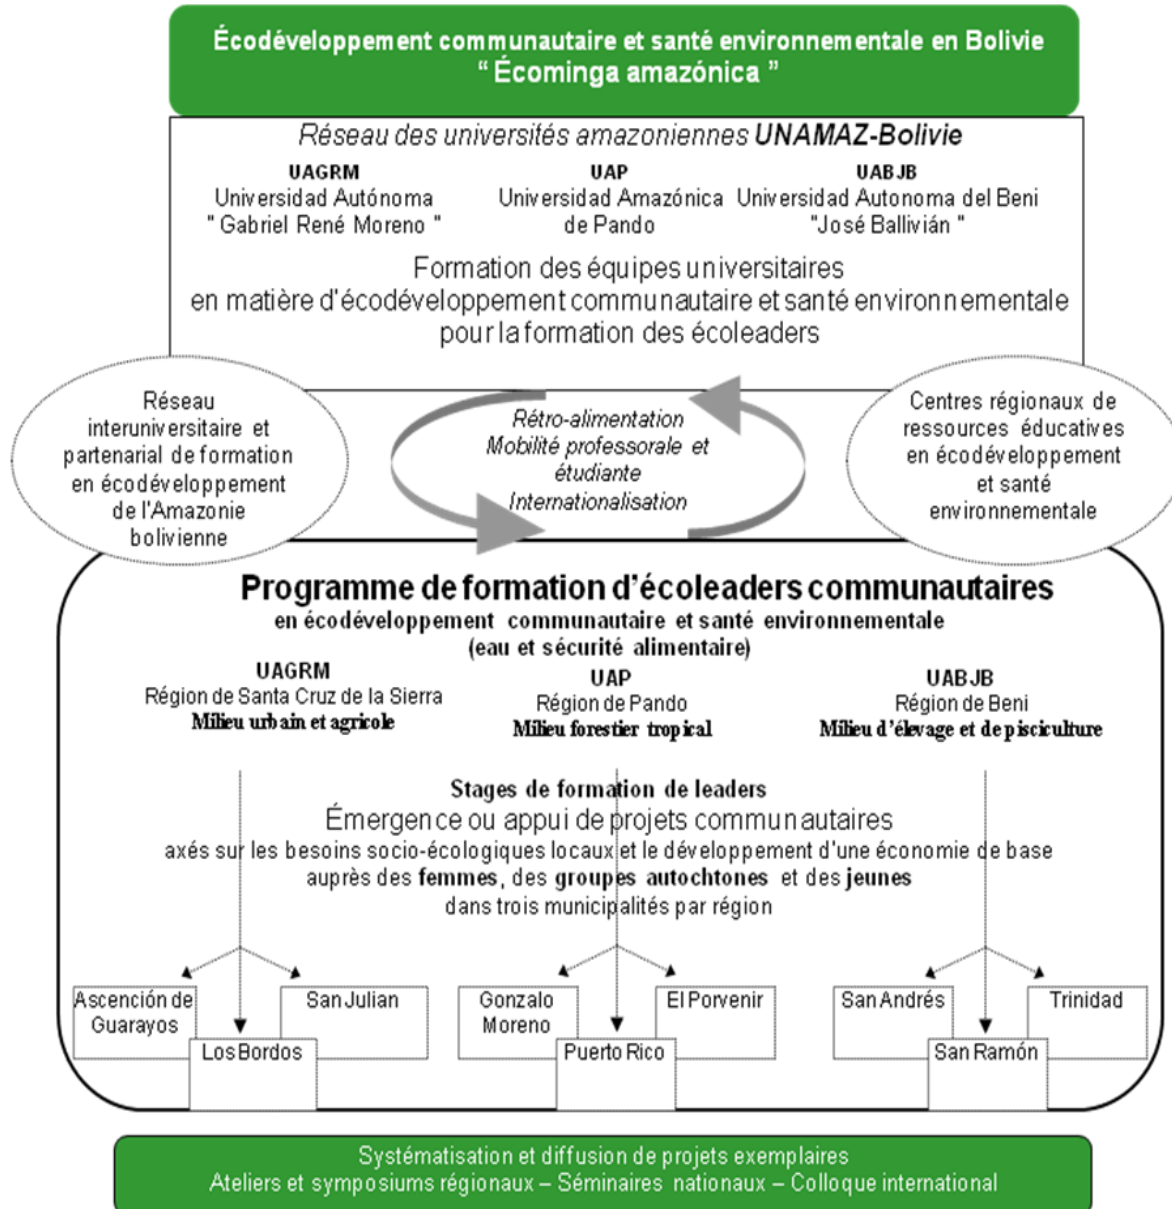 Écodéveloppement communautaire et santé environnementale en Bolivie
“ Écominga amazónica ”
Réseau des universités amazoniennes UNAMAZ-Bolivie
UAGRM
Universidad Autónoma
" Gabriel René Moreno "
UAP
Universidad Amazónica
de Pando
UABJB
Universidad Autonoma del Beni
"José Ballivián "
Formation des équipes universitaires
en matière d'écodéveloppement communautaire et santé environnementale
pour la formation des écoleaders
Réseau
interuniversitaire et
partenarial de formation
en écodéveloppement
de l'Amazonie
bolivienne
Rétro-alimentation
Mobilité professorale et
étudiante
Internationalisation
Centres régionaux de
ressources éducatives
en écodéveloppement
et santé
environnementale
Programme de formation d’écoleaders communautaires
en écodéveloppement communautaire et santé environnementale
(eau et sécurité alimentaire)
UAGRM
Région de Santa Cruz de la Sierra
Milieu urbain et agricole
UAP
Région de Pando
Milieu forestier tropical
UABJB
Région de Beni
Milieu d’élevage et de pisciculture
Stages de formation de leaders
Émergence ou appui de projets communautaires
axés sur les besoins socio-écologiques locaux et le développement d'une économie de base
auprès des femmes, des groupes autochtones et des jeunes
dans trois municipalités par région
Ascención de
Guarayos
Los Bordos
San Julian
Gonzalo
Moreno
Puerto Rico
El Porvenir
San Andrés
San Ramón
Trinidad
Systématisation et diffusion de projets exemplaires
Ateliers et symposiums régionaux – Séminaires nationaux – Colloque international